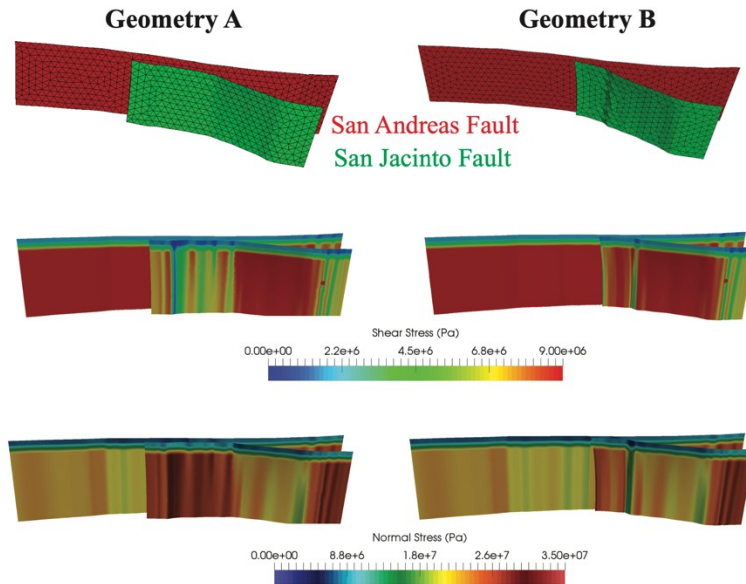 Geometry A
Geometry B
San Andreas Fault
San Jacinto Fault
Shear Stress (Pa)
0.00e+00 2.2e+6 4.5e+6 6.8e+6 9.00e+06
Normal Stress (Pa)
0.00e+00 8.8e+6 1.8e+7 2.6e+7 3.50e+07